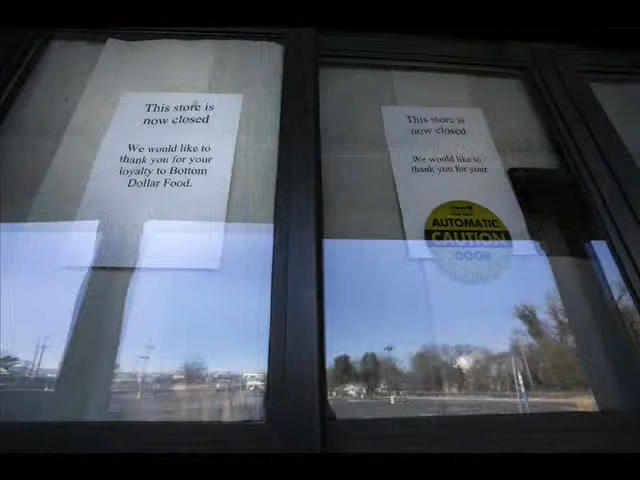 This store is
now closed
We would like to
thank you for your
loyalty to Bottom
Dollar Food.
This store is
now closed
We would like to
thank you for your
AUTOMATIC
CAUTION
DOOR